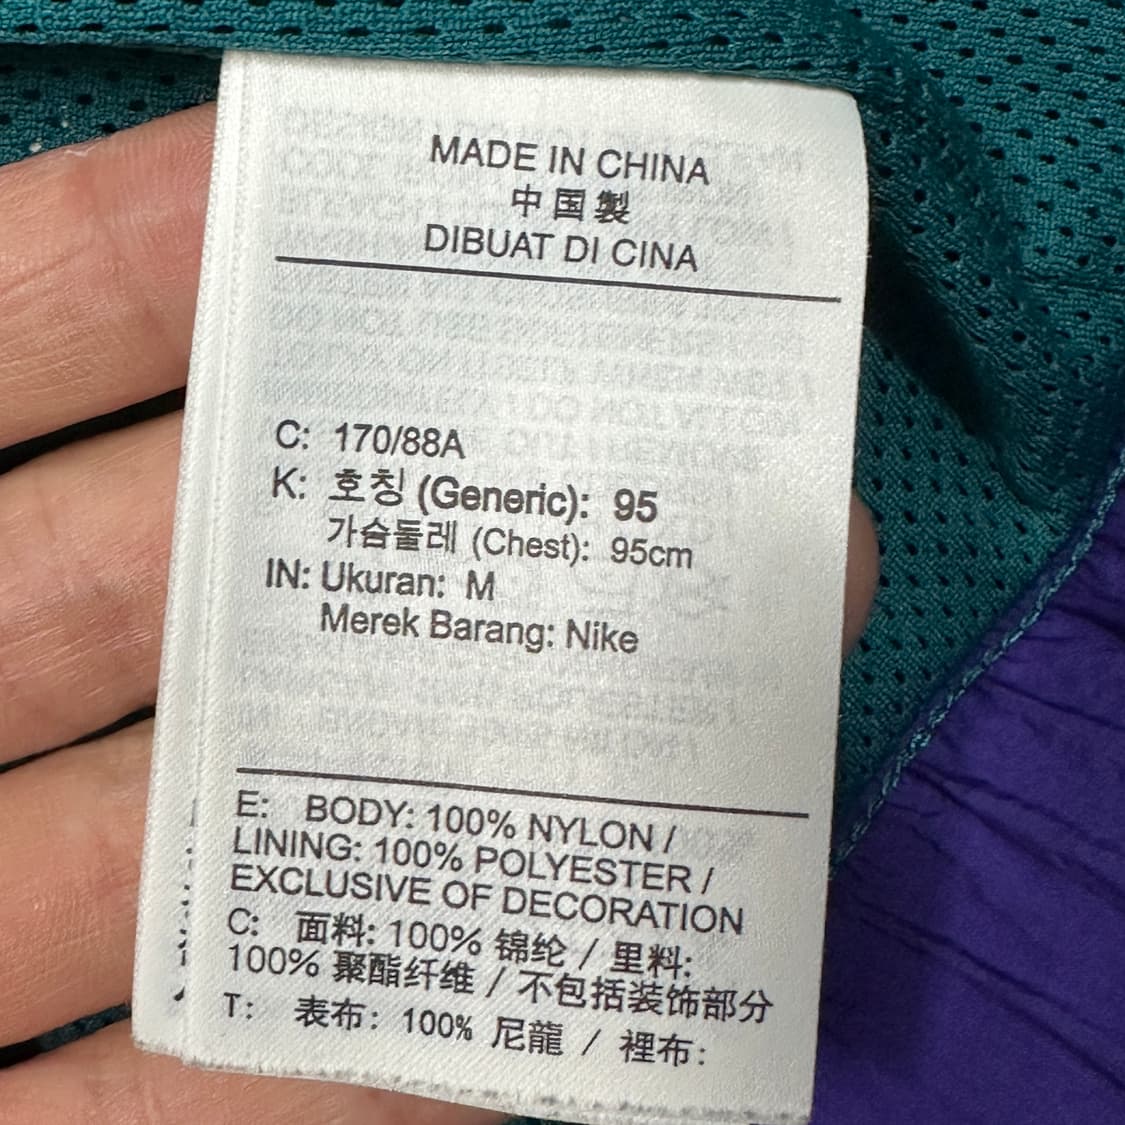 MADE IN CHINA
中国製
DIBUAT DI CINA
C: 170/88A
K: 호칭 (Generic): 95
가슴둘레 (Chest): 95cm
IN: Ukuran: M
Merek Barang: Nike
E: BODY: 100% NYLON /
LINING: 100% POLYESTER /
EXCLUSIVE OF DECORATION
C: 面料: 100% 锦纶 / 里料:
100% 聚酯纤维 / 不包括装饰部分
T: 表布: 100% 尼龍 / 裡布: